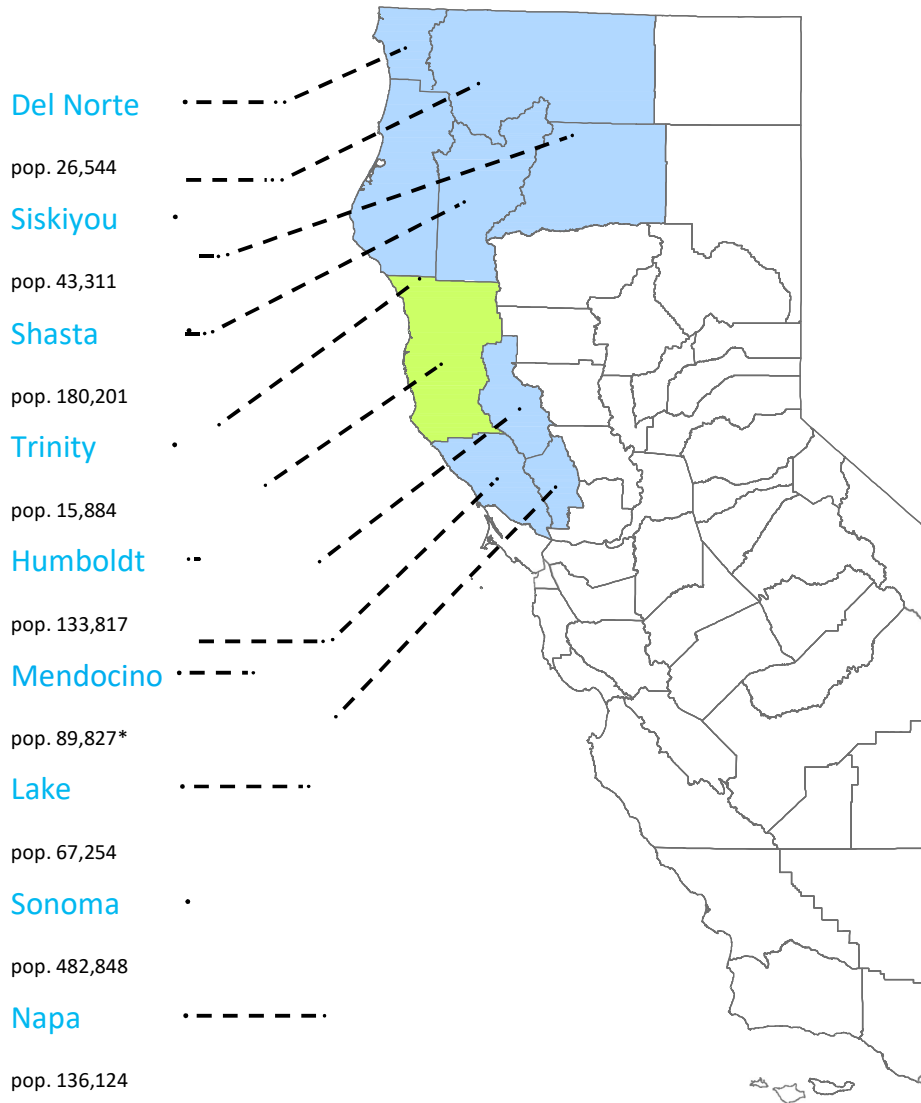 Del Norte
pop. 26,544
Siskiyou
pop. 43,311
Shasta
pop. 180,201
Trinity
pop. 15,884
Humboldt
pop. 133,817
Mendocino
pop. 89,827*
Lake
pop. 67,254
Sonoma
pop. 482,848
Napa
pop. 136,124